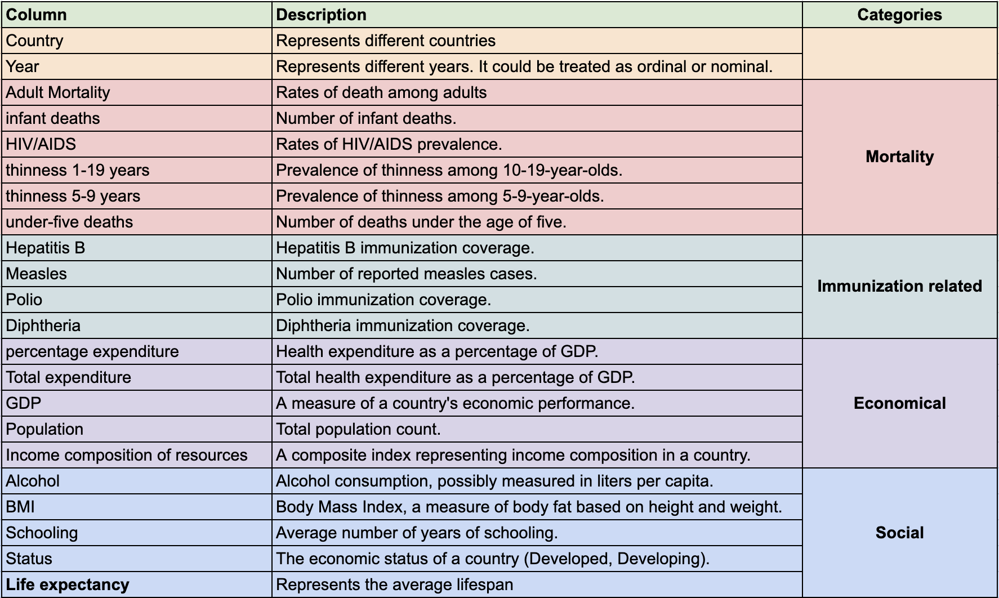 Column Description Categories
Country Represents different countries
Year Represents different years. It could be treated as ordinal or nominal.
Adult Mortality Rates of death among adults
infant deaths Number of infant deaths.
HIV/AIDS Rates of HIV/AIDS prevalence.
Mortality
thinness 1-19 years Prevalence of thinness among 10-19-year-olds.
thinness 5-9 years Prevalence of thinness among 5-9-year-olds.
under-five deaths Number of deaths under the age of five.
Hepatitis B Hepatitis B immunization coverage.
Measles Number of reported measles cases.
Immunization related
Polio Polio immunization coverage.
Diphtheria Diphtheria immunization coverage.
percentage expenditure Health expenditure as a percentage of GDP.
Total expenditure Total health expenditure as a percentage of GDP.
GDP A measure of a country's economic performance. Economical
Population Total population count.
Income composition of resources A composite index representing income composition in a country.
Alcohol Alcohol consumption, possibly measured in liters per capita.
BMI Body Mass Index, a measure of body fat based on height and weight.
Schooling Average number of years of schooling. Social
Status The economic status of a country (Developed, Developing).
Life expectancy Represents the average lifespan